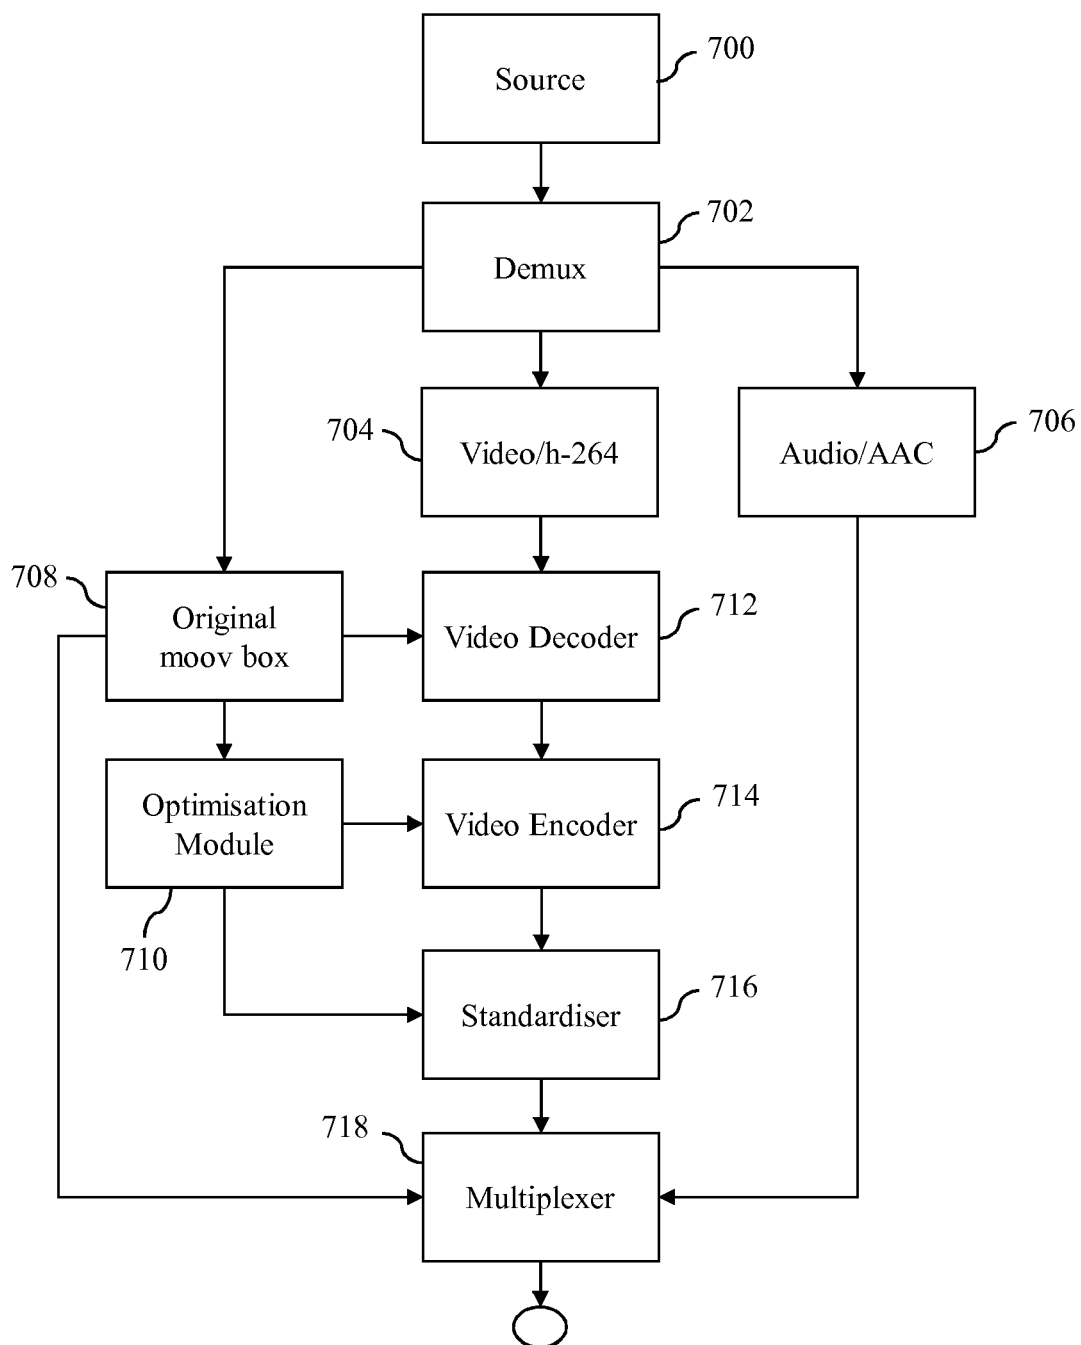 Source
700
Demux
702
704
Video/h-264
Audio/AAC
706
708
Original
moov box
Video Decoder
712
Optimisation
Module
710
Video Encoder
714
Standardiser
716
718
Multiplexer